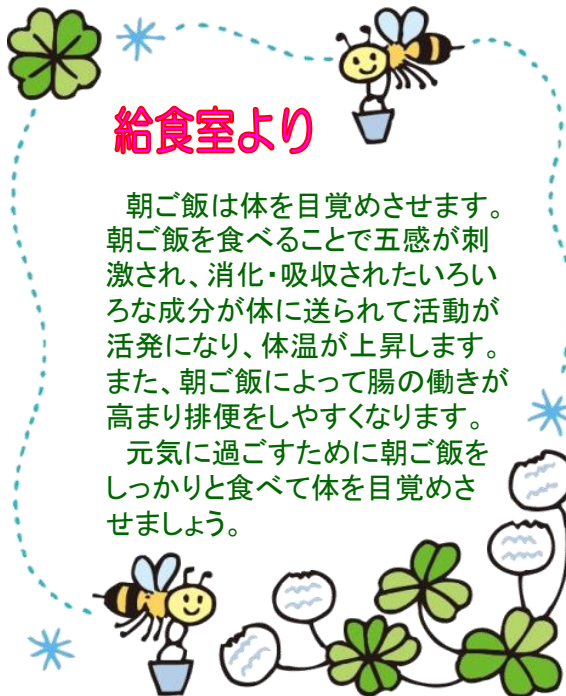 給食室より
　朝ご飯は体を目覚めさせます。
朝ご飯を食べることで五感が刺
激され、消化・吸収されたいろい
ろな成分が体に送られて活動が
活発になり、体温が上昇します。
また、朝ご飯によって腸の働きが
高まり排便をしやすくなります。
　元気に過ごすために朝ご飯を
しっかりと食べて体を目覚めさ
せましょう。